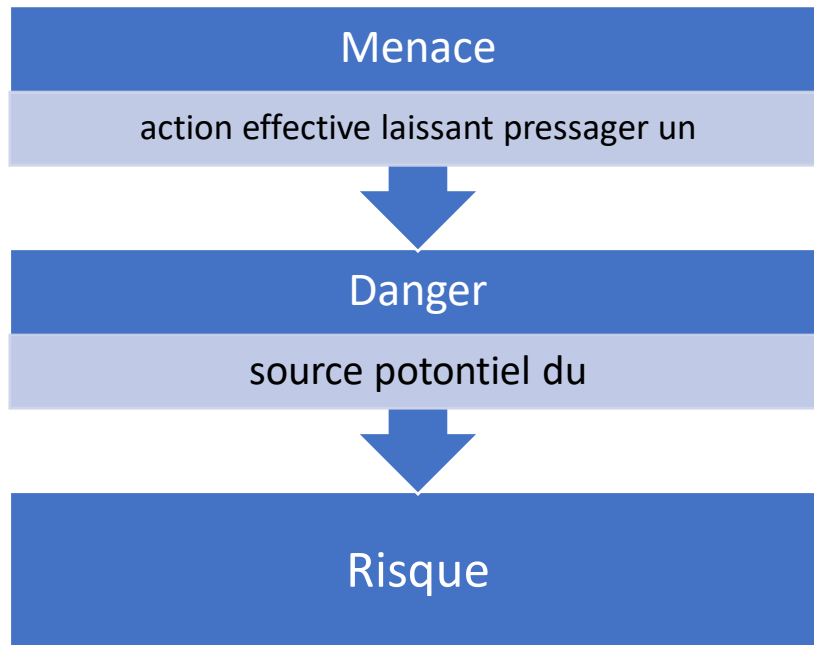 Menace
action effective laissant pressager un
Danger
source potontiel du
Risque